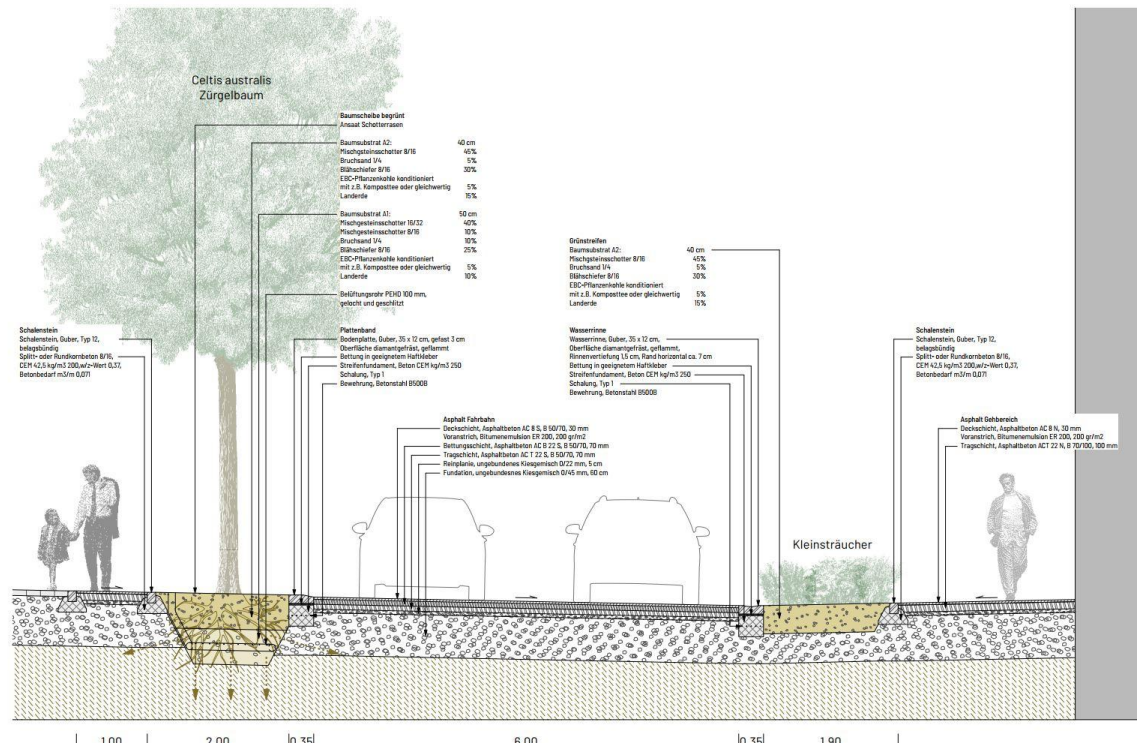 Celtis australis
Zürgelbaum
Baumscheibe begrünt
Ansaat Schotterrasen
Baumsubstrat A2: 40 cm
Mischgsteinsschotter 8/16 45%
Bruchsand 1/4 5%
Blähschiefer 8/16 30%
EBC-Pflanzenkohle konditioniert
mit z.B. Komposttee oder gleichwertig 5%
Landerde 15%
Baumsubstrat A1: 50 cm
Mischgesteinsschotter 16/32 40%
Mischgesteinsschotter 8/16 10%
Bruchsand 1/4 10%
Blähschiefer 8/16 25%
EBC-Pflanzenkohle konditioniert
mit z.B. Komposttee oder gleichwertig 5%
Landerde 10%
Belüftungsrohr PEHD 100 mm,
gelocht und geschlitzt
Grünstreifen
Baumsubstrat A2: 40 cm
Mischgsteinsschotter 8/16 45%
Bruchsand 1/4 5%
Blähschiefer 8/16 30%
EBC-Pflanzenkohle konditioniert
mit z.B. Komposttee oder gleichwertig 5%
Landerde 15%
Schalenstein
Schalenstein, Guber, Typ 12,
belagsbündig
Splitt- oder Rundkornbeton 8/16,
CEM 42,5 kg/m3 200,w/z-Wert 0,37,
Betonbedarf m3/m 0,071
Plattenband
Bodenplatte, Guber, 35 x 12 cm, gefast 3 cm
Oberfläche diamantgefräst, geflammt
Bettung in geeignetem Haftkleber
Streifenfundament, Beton CEM kg/m3 250
Schalung, Typ 1
Bewehrung, Betonstahl B500B
Wasserrinne
Wasserrinne, Guber, 35 x 12 cm,
Oberfläche diamantgefräst, geflammt,
Rinnenvertiefung 1,5 cm, Rand horizontal ca. 7 cm
Bettung in geeignetem Haftkleber
Streifenfundament, Beton CEM kg/m3 250
Schalung, Typ 1
Bewehrung, Betonstahl B500B
Schalenstein
Schalenstein, Guber, Typ 12,
belagsbündig
Splitt- oder Rundkornbeton 8/16,
CEM 42,5 kg/m3 200,w/z-Wert 0,37,
Betonbedarf m3/m 0,071
Asphalt Fahrbahn
Deckschicht, Asphaltbeton AC 8 S, B 50/70, 30 mm
Voranstrich, Bitumenemulsion ER 200, 200 gr/m2
Bettungsschicht, Asphaltbeton AC B 22 S, B 50/70, 70 mm
Tragschicht, Asphaltbeton AC T 22 S, B 50/70, 70 mm
Reinplanie, ungebundenes Kiesgemisch 0/22 mm, 5 cm
Fundation, ungebundesnes Kiesgemisch 0/45 mm, 60 cm
Asphalt Gehbereich
Deckschicht, Asphaltbeton AC 8 N, 30 mm
Voranstrich, Bitumenemulsion ER 200, 200 gr/m2
Tragschicht, Asphaltbeton ACT 22 N, B 70/100, 100 mm
Kleinsträucher
1.00 2.00 0.35 6.00 0.35 1.90